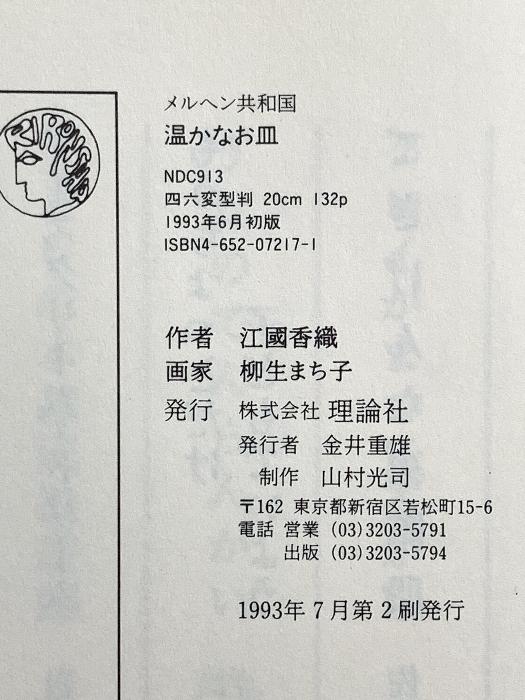 メルヘン共和国
温かなお皿
NDC913
四六変型判 20cm 132p
1993年6月初版
ISBN4-652-07217-1
作者 江國香織
画家 柳生まち子
発行 株式会社 理論社
発行者 金井重雄
制作 山村光司
〒162 東京都新宿区若松町15-6
電話 営業 (03)3203-5791
出版 (03)3203-5794
1993年7月第2刷発行